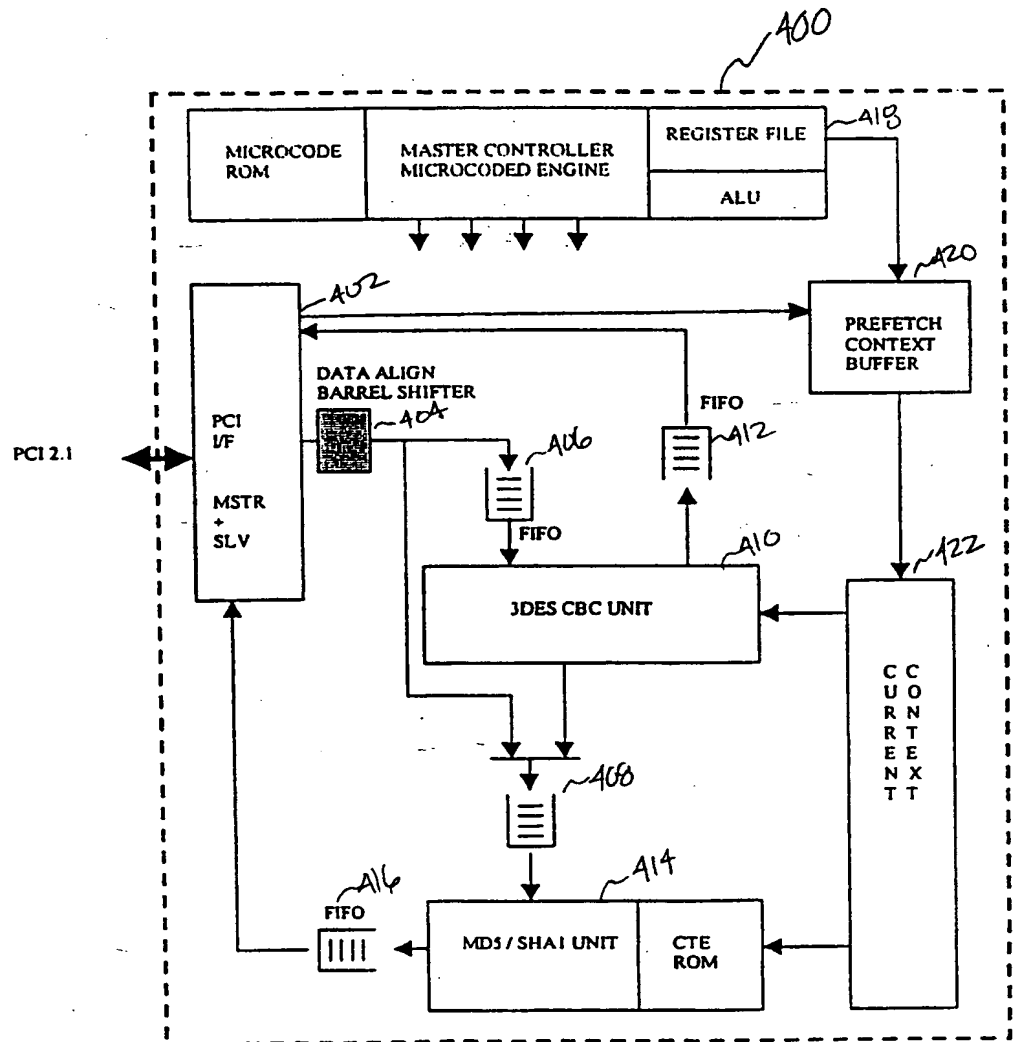 400
MICROCODE
ROM
MASTER CONTROLLER
MICROCODED ENGINE
REGISTER FILE
ALU
418
402
420
PREFETCH
CONTEXT
BUFFER
DATA ALIGN
BARREL SHIFTER
404
PCI 2.1
PCI
I/F
MSTR
+
SLV
406
FIFO
FIFO
412
410
3DES CBC UNIT
422
CURRENT
CONTEXT
408
416
FIFO
414
MD5 / SHA1 UNIT
CTE
ROM